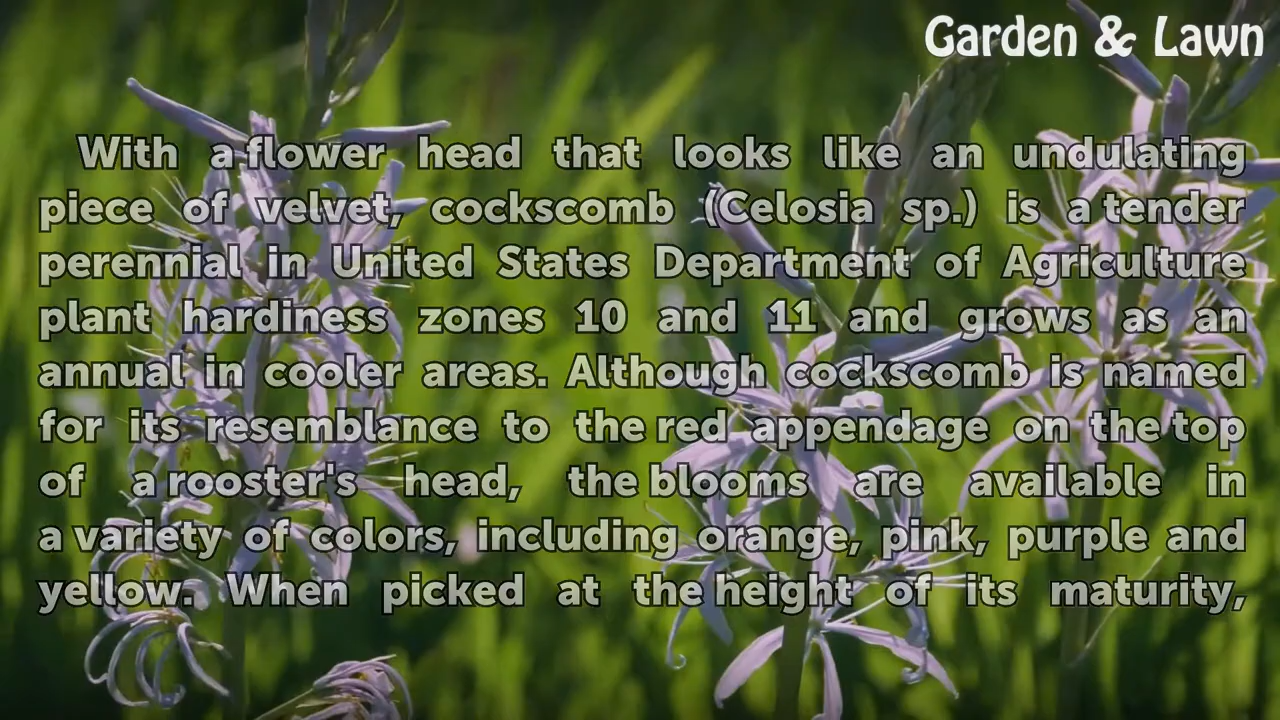 Garden & Lawn
With a flower head that looks like an undulating
piece of velvet, cockscomb (Celosia sp.) is a tender
perennial in United States Department of Agriculture
plant hardiness zones 10 and 11 and grows as an
annual in cooler areas. Although cockscomb is named
for its resemblance to the red appendage on the top
of a rooster's head, the blooms are available in
a variety of colors, including orange, pink, purple and
yellow. When picked at the height of its maturity,